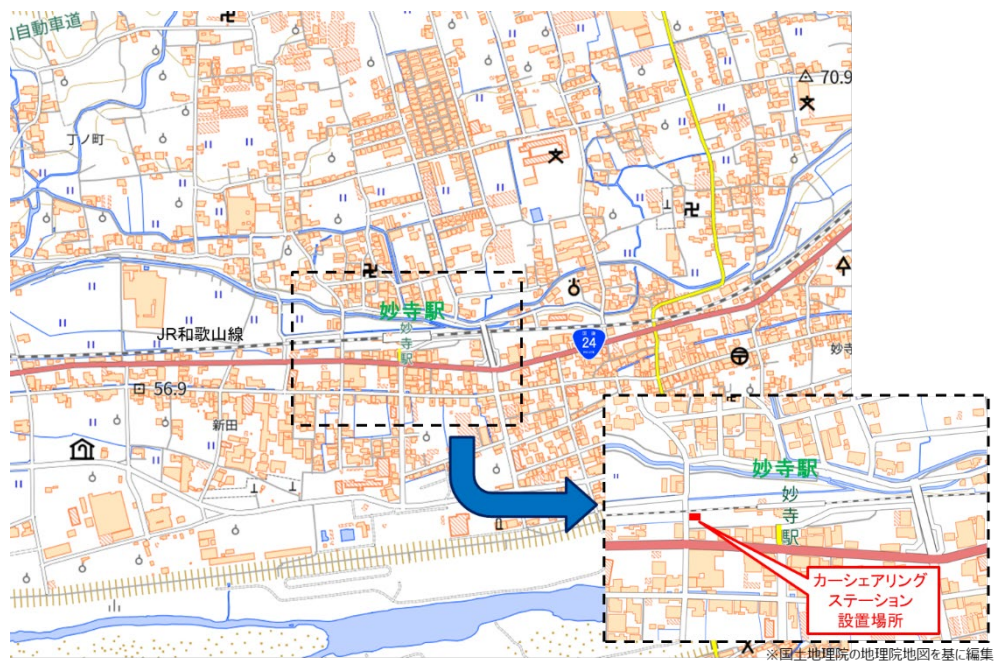 自動車道
70.9
丁ノ町
妙寺駅
妙寺駅
JR和歌山線
国道
24
56.9
新田
妙寺
妙寺駅
妙寺駅
カーシェアリング
ステーション
設置場所
※国土地理院の地理院地図を基に編集